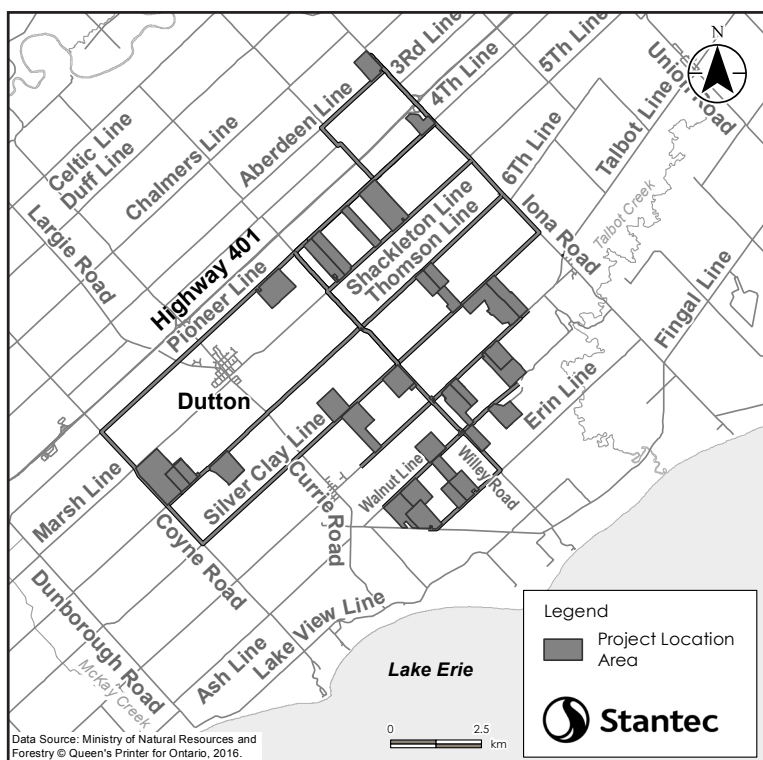 N
3Rd Line
4Th Line
5Th Line
Union Road
Aberdeen Line
Celtic Line
Duff Line
Chalmers Line
6Th Line
Talbot Line
Largie Road
Highway 401
Pioneer Line
Shackleton Line
Thomson Line
Iona Road
Talbot Creek
Fingal Line
Dutton
Erin Line
Marsh Line
Silver Clay Line
Walnut Line
Willey Road
Currie Road
Coyne Road
Dunborough Road
McKay Creek
Ash Line
Lake View Line
Lake Erie
Legend
Project Location
Area
Stantec
0 2.5
km
Data Source: Ministry of Natural Resources and
Forestry © Queen's Printer for Ontario, 2016.